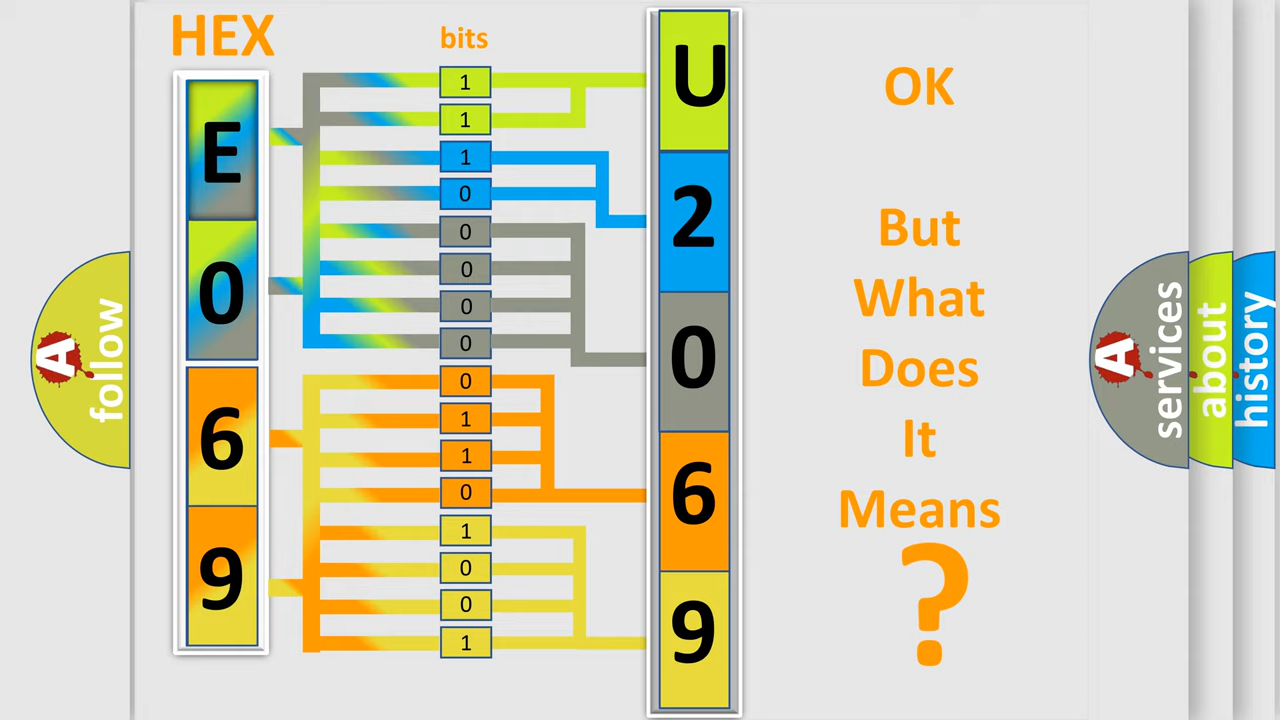 HEX
bits
E
0
6
9
1
1
1
0
0
0
0
0
0
1
1
0
1
0
0
1
U
2
0
6
9
OK
But
What
Does
It
Means
?
A
follow
A
services
about
history